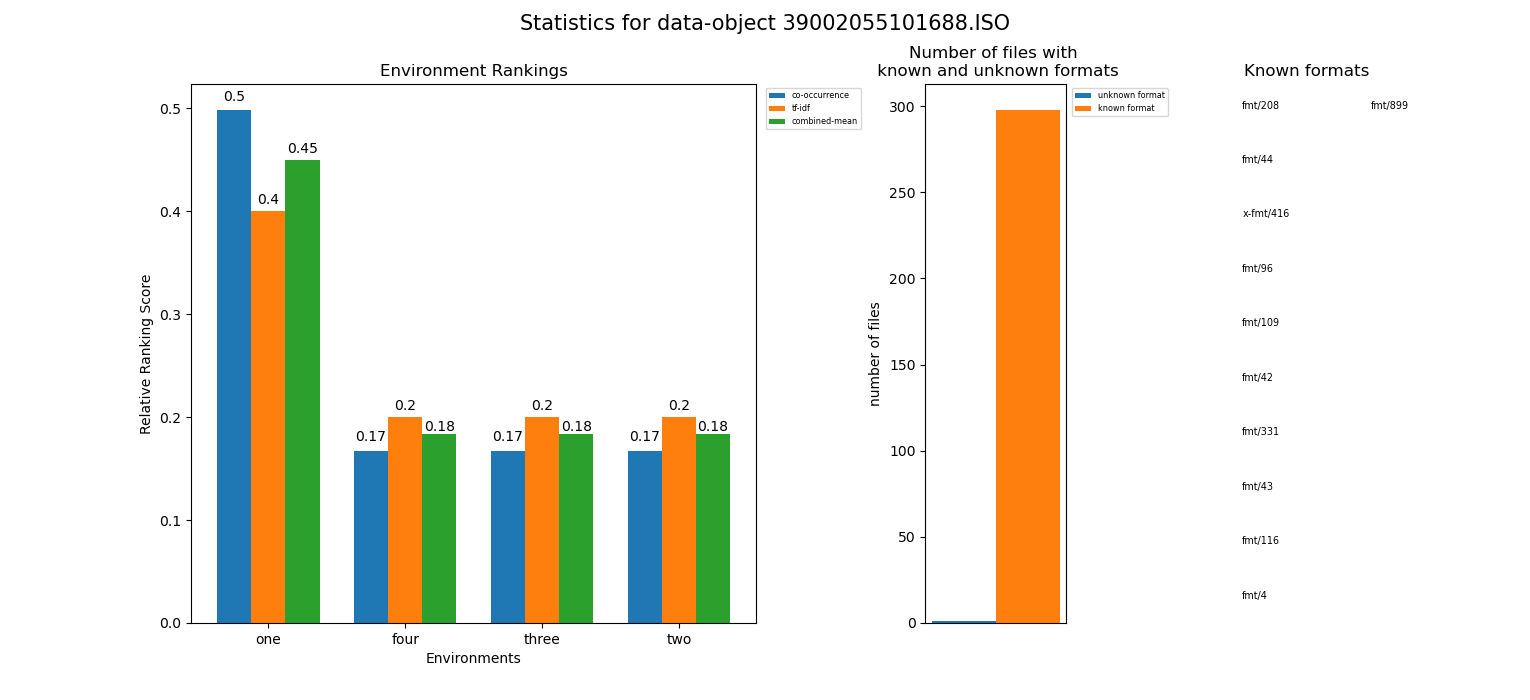 Statistics for data-object 39002055101688.ISO
Environment Rankings
Relative Ranking Score
0.5
0.4
0.3
0.2
0.1
0.0
0.5
0.4
0.45
0.17
0.2
0.18
0.17
0.2
0.18
0.17
0.2
0.18
one
four
three
two
Environments
co-occurrence
tf-idf
combined-mean
Number of files with
known and unknown formats
number of files
300
250
200
150
100
50
0
unknown format
known format
Known formats
fmt/208 fmt/899
fmt/44
x-fmt/416
fmt/96
fmt/109
fmt/42
fmt/331
fmt/43
fmt/116
fmt/4